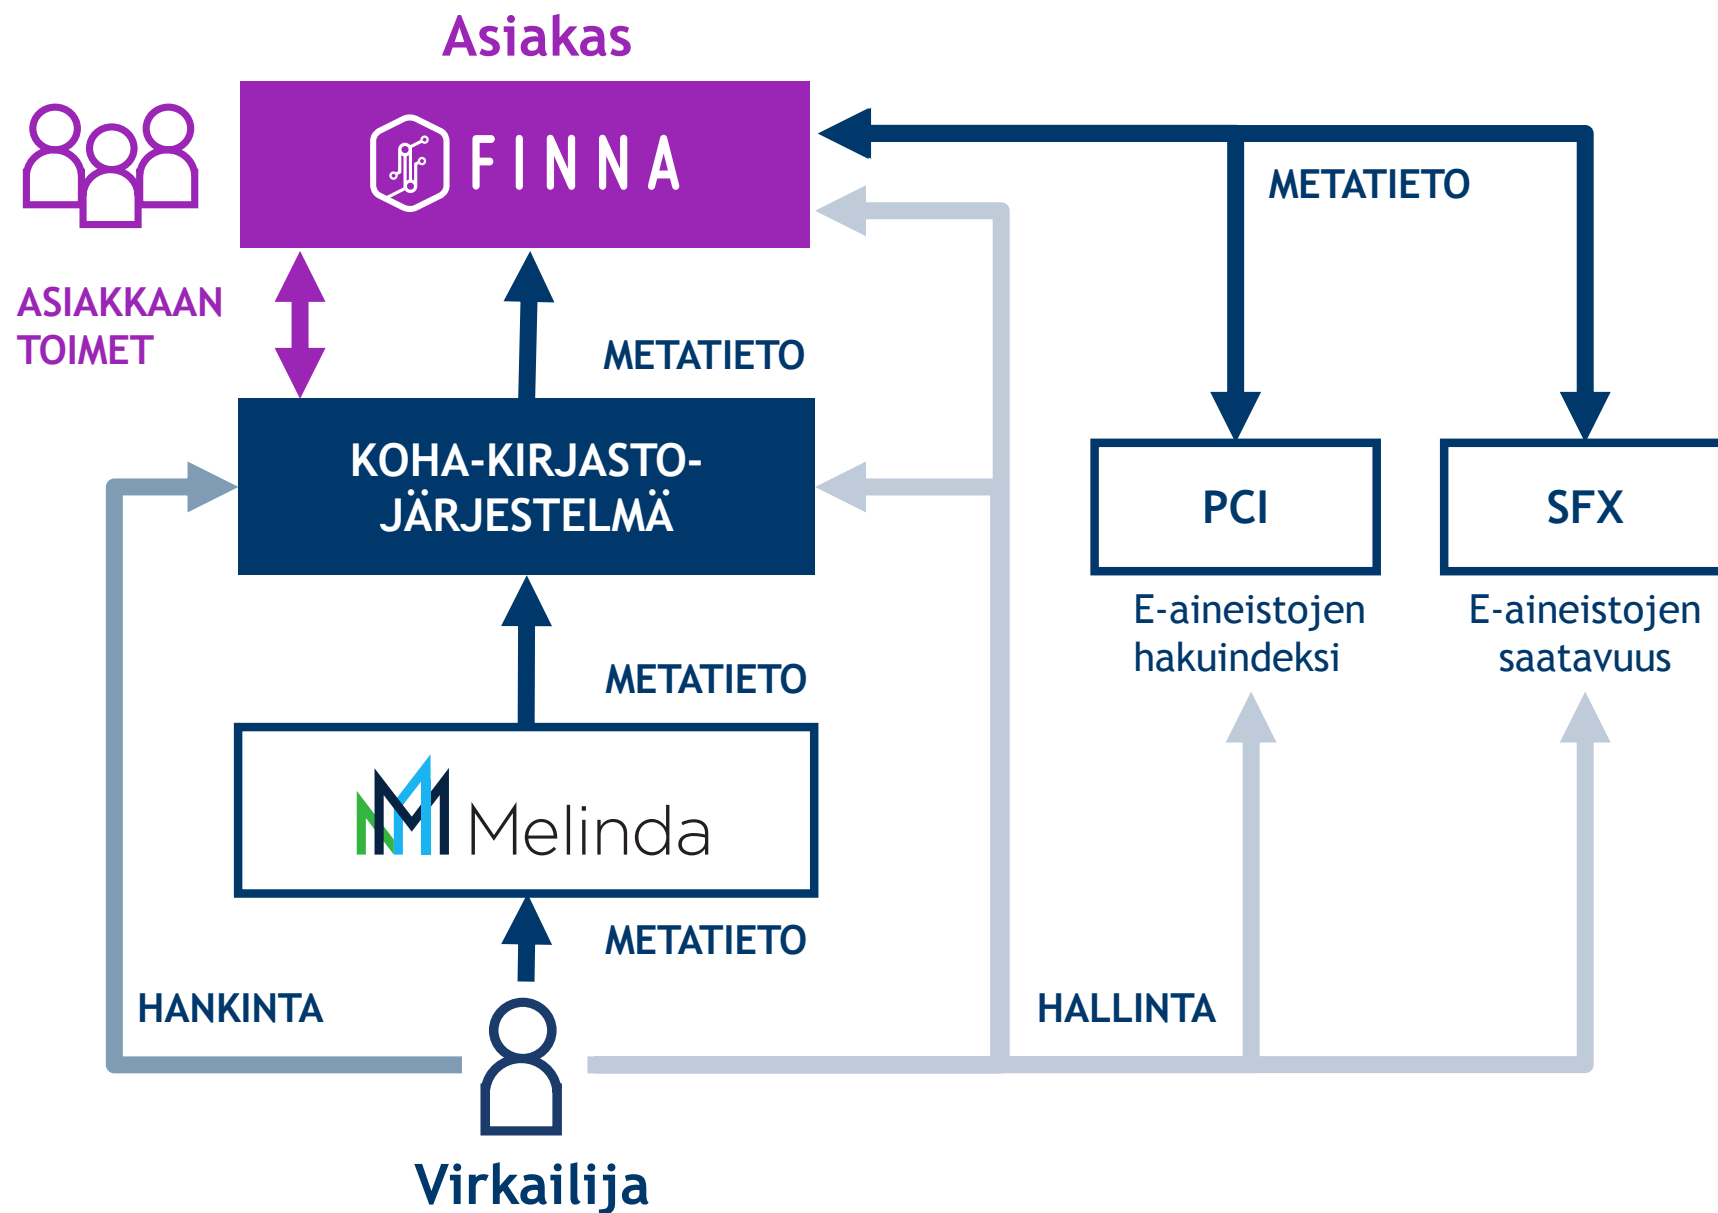 Asiakas
FINNA
METATIETO
ASIAKKAAN
TOIMET
METATIETO
KOHA-KIRJASTO-
JÄRJESTELMÄ
PCI
SFX
E-aineistojen
hakuindeksi
E-aineistojen
saatavuus
METATIETO
Melinda
METATIETO
HANKINTA
HALLINTA
Virkailija